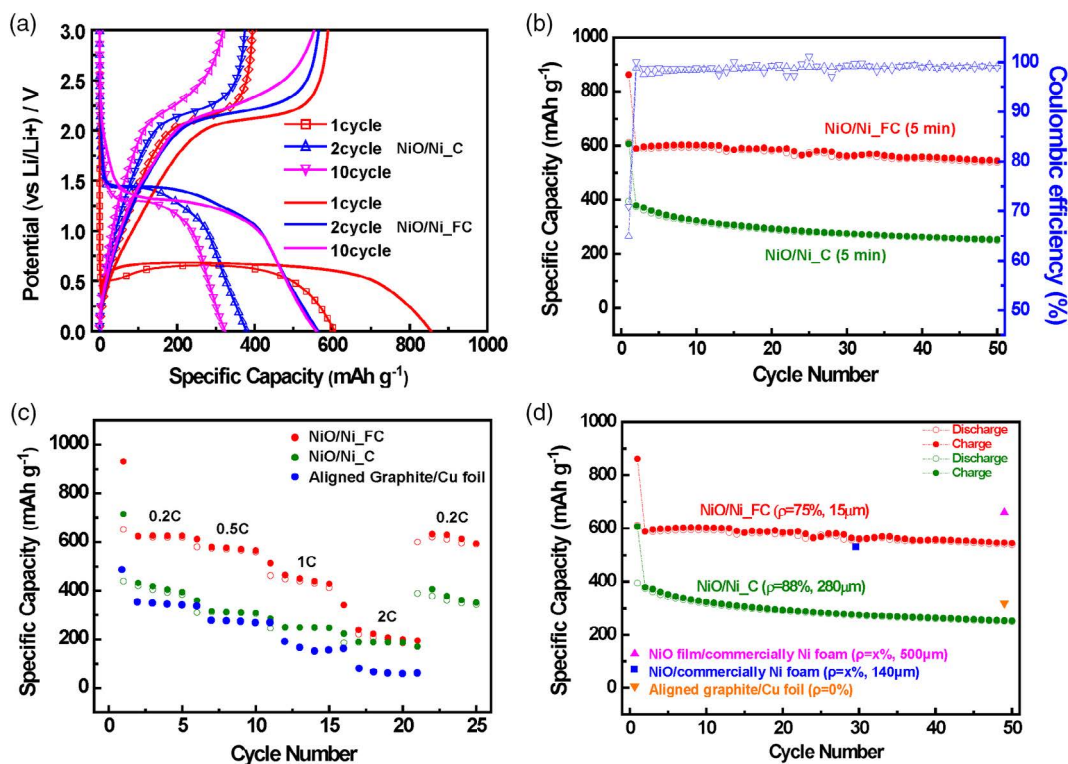 (a)
3.0
2.5
2.0
1.5
1.0
0.5
0.0
Potential (vs Li/Li+) / V
1cycle
2cycle NiO/Ni_C
10cycle
1cycle
2cycle NiO/Ni_FC
10cycle
0 200 400 600 800 1000
Specific Capacity (mAh g⁻¹)
(b)
1000
800
600
400
200
0
Specific Capacity (mAh g⁻¹)
NiO/Ni_FC (5 min)
NiO/Ni_C (5 min)
100
90
80
70
60
50
Coulombic efficiency (%)
0 10 20 30 40 50
Cycle Number
(c)
1000
800
600
400
200
0
Specific Capacity (mAh g⁻¹)
NiO/Ni_FC
NiO/Ni_C
Aligned Graphite/Cu foil
0.2C
0.5C
1C
2C
0.2C
0 5 10 15 20 25
Cycle Number
(d)
1000
800
600
400
200
0
Specific Capacity (mAh g⁻¹)
Discharge
Charge
Discharge
Charge
NiO/Ni_FC (ρ=75%, 15μm)
NiO/Ni_C (ρ=88%, 280μm)
NiO film/commercially Ni foam (ρ=x%, 500μm)
NiO/commercially Ni foam (ρ=x%, 140μm)
Aligned graphite/Cu foil (ρ=0%)
0 10 20 30 40 50
Cycle Number